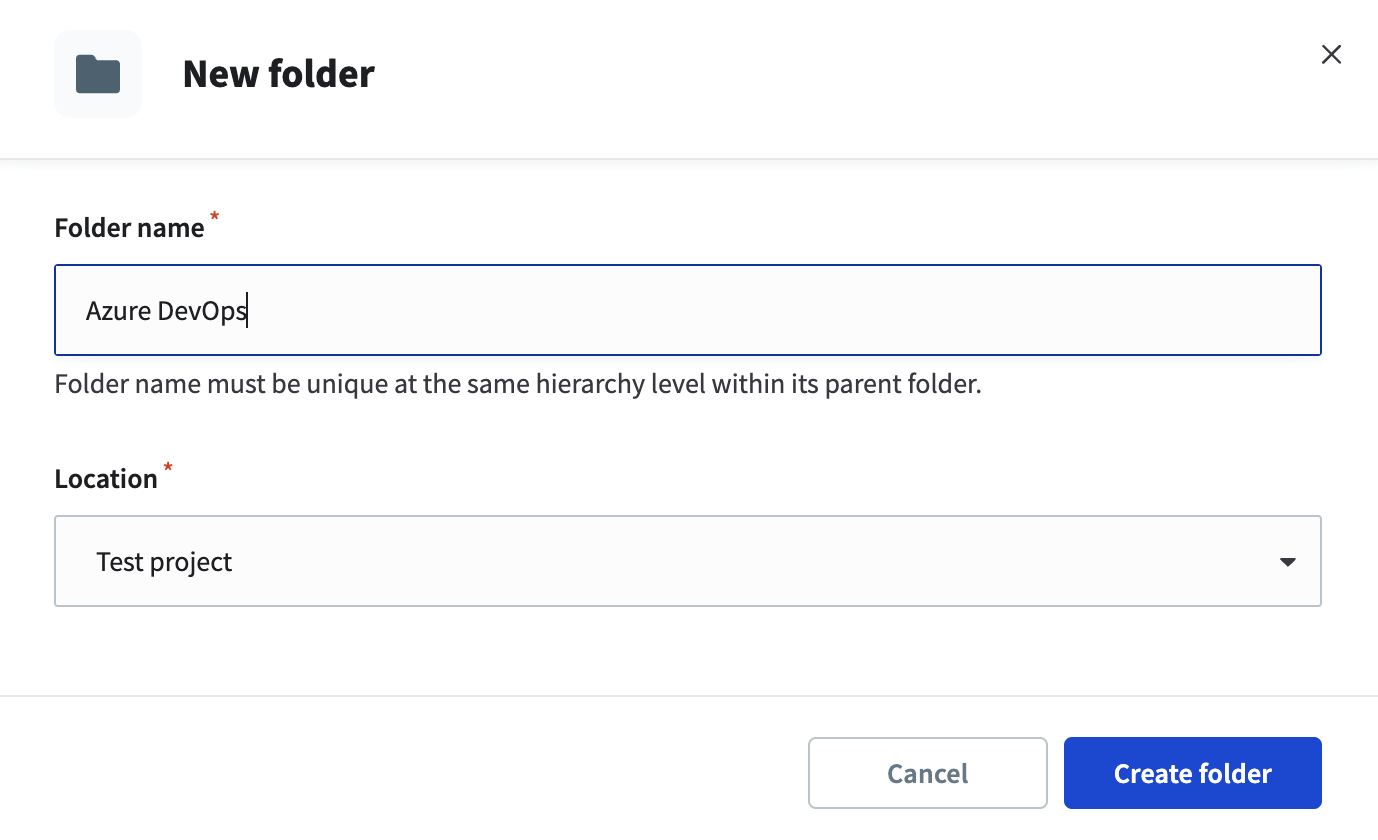 New folder
Folder name *
Azure DevOps
Folder name must be unique at the same hierarchy level within its parent folder.
Location *
Test project
Cancel
Create folder